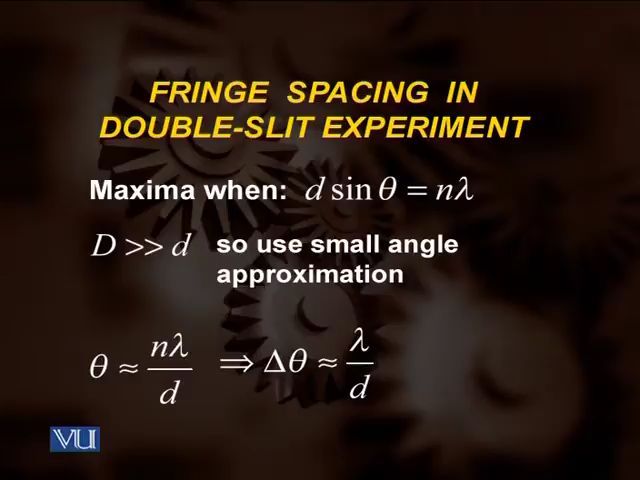 FRINGE SPACING IN
DOUBLE-SLIT EXPERIMENT
Maxima when: d sin θ = nλ
D >> d so use small angle
approximation
θ ≈ nλ/d ⇒ Δθ ≈ λ/d
VU